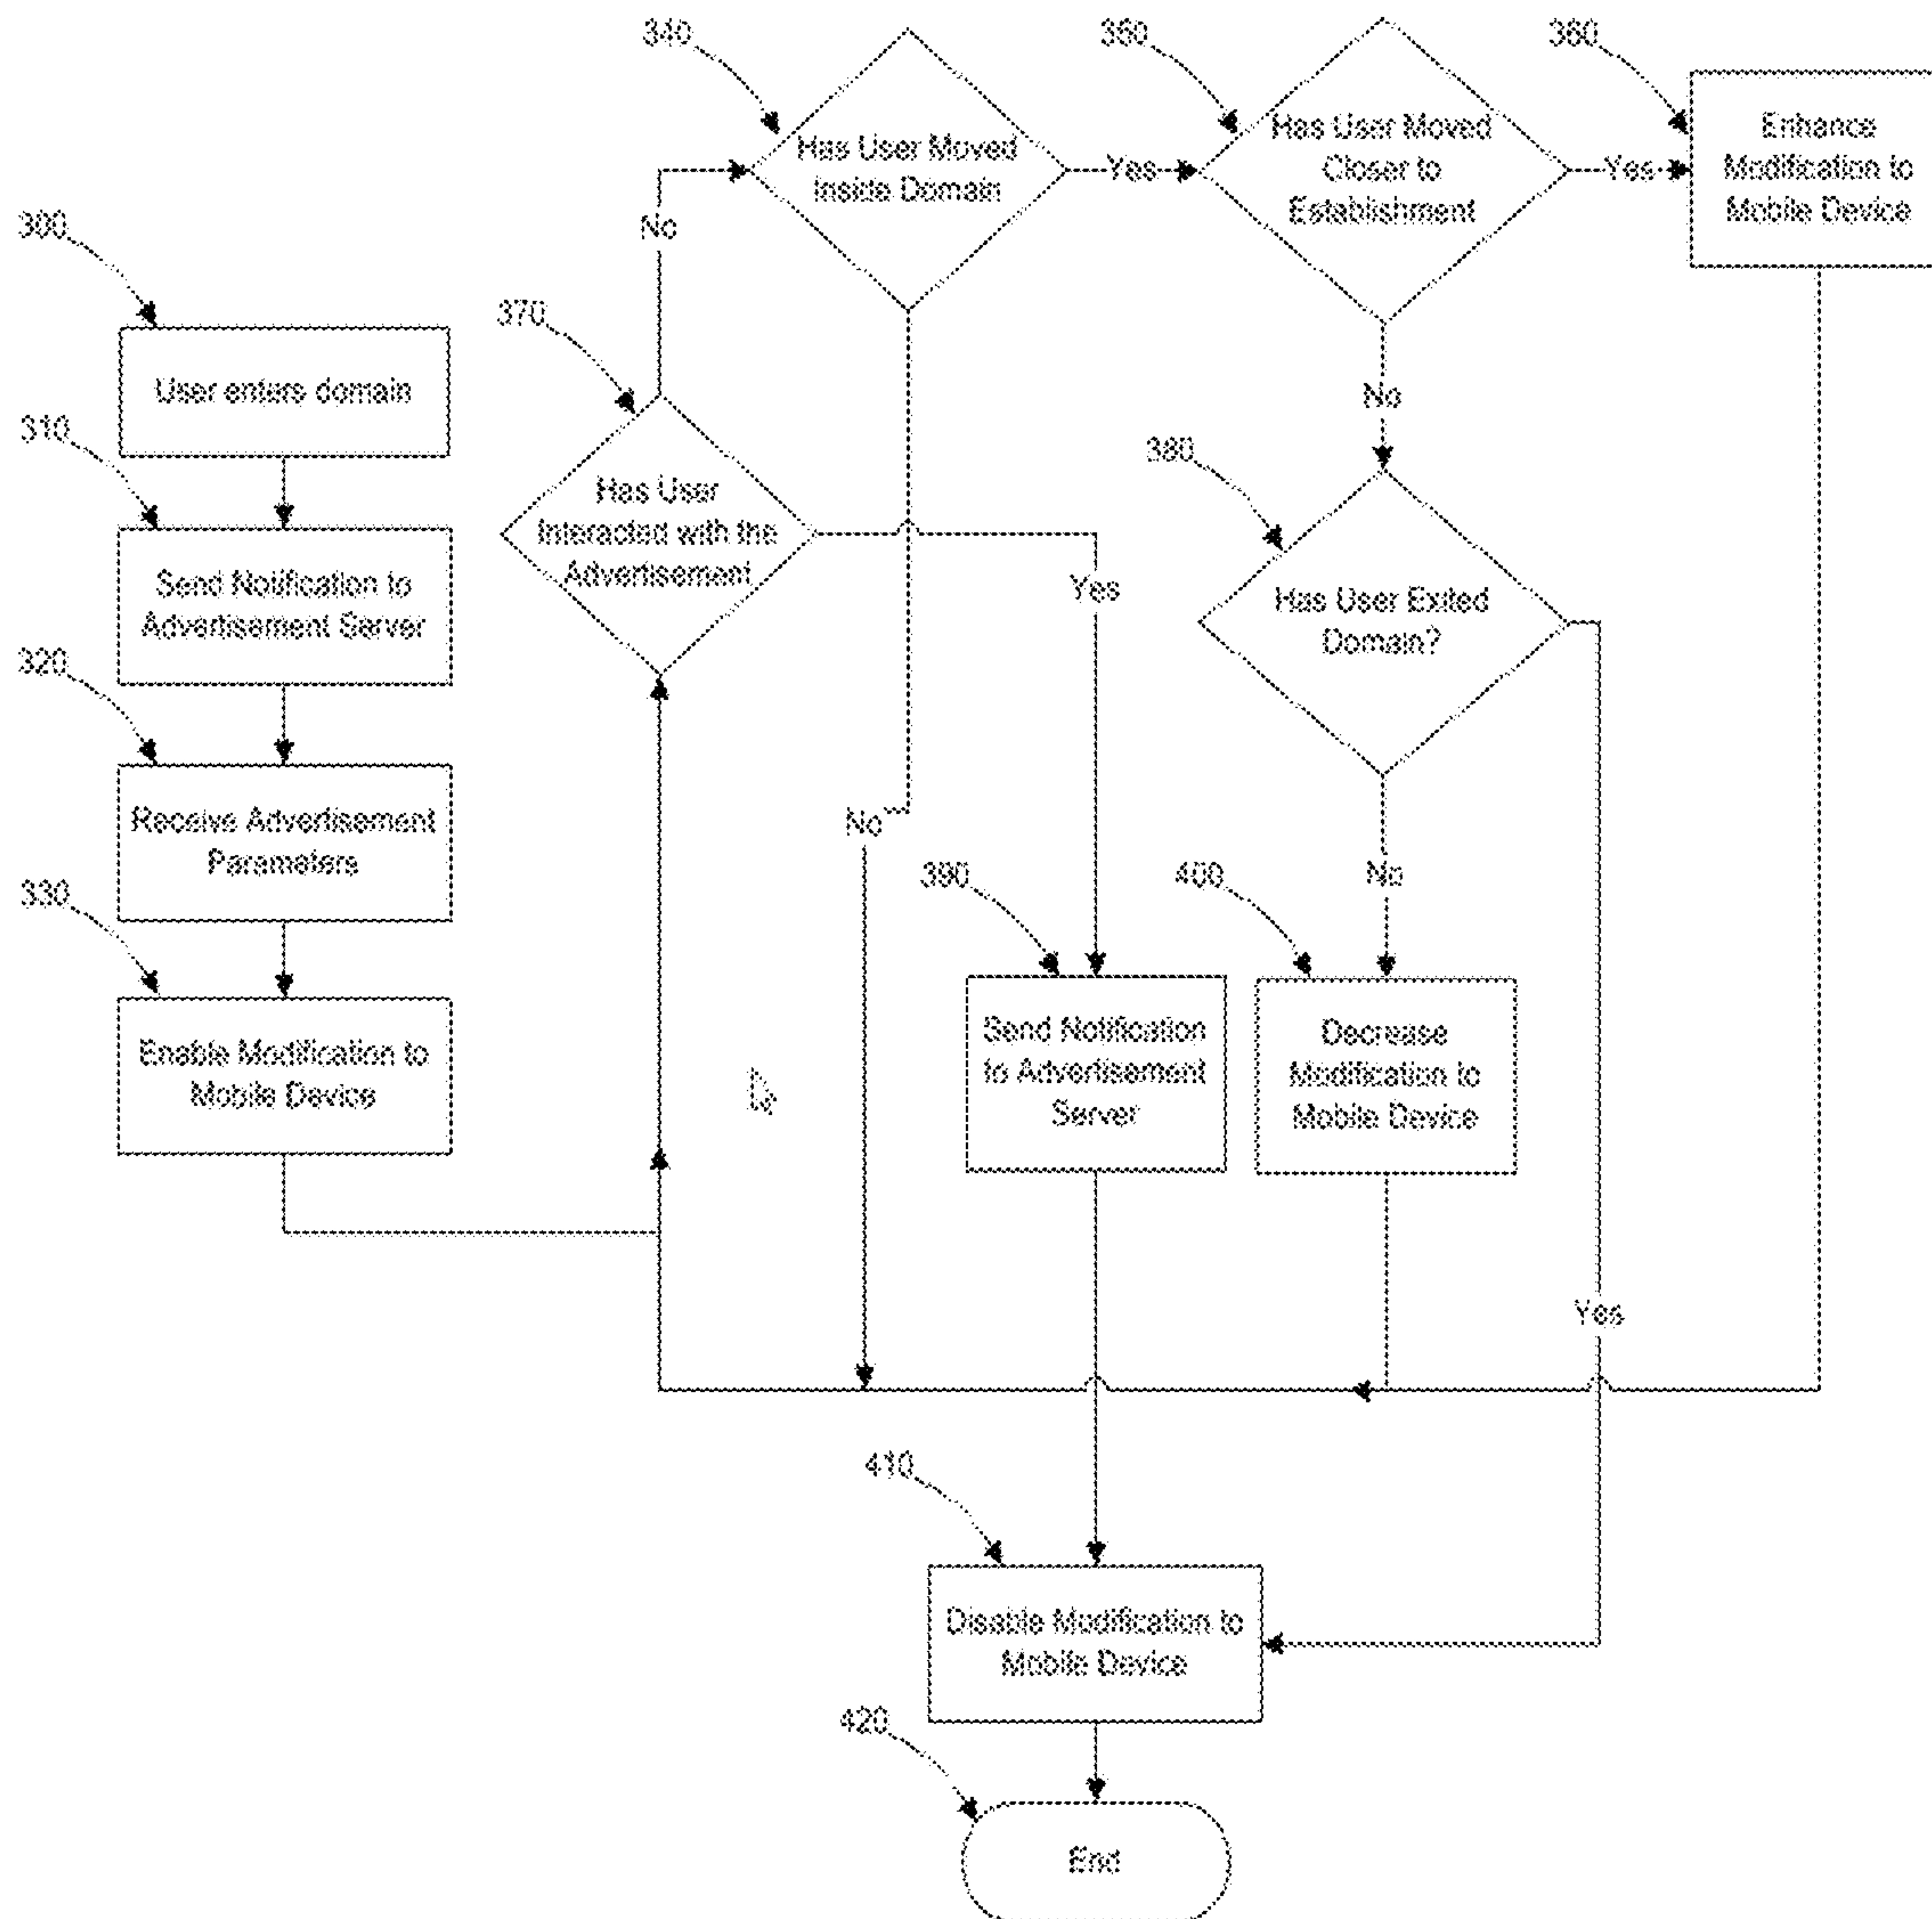 340
350
360
Has User Moved
Inside Domain
Yes
Has User Moved
Closer to
Establishment
Yes
Enhance
Modification to
Mobile Device
300
No
User enters domain
370
No
310
Has User
Interacted with the
Advertisement
380
Send Notification to
Advertisement Server
Yes
Has User Exited
Domain?
320
Receive Advertisement
Parameters
No
330
390
400
No
Enable Modification to
Mobile Device
Send Notification
to Advertisement
Server
Decrease
Modification to
Mobile Device
Yes
410
Disable Modification to
Mobile Device
420
End